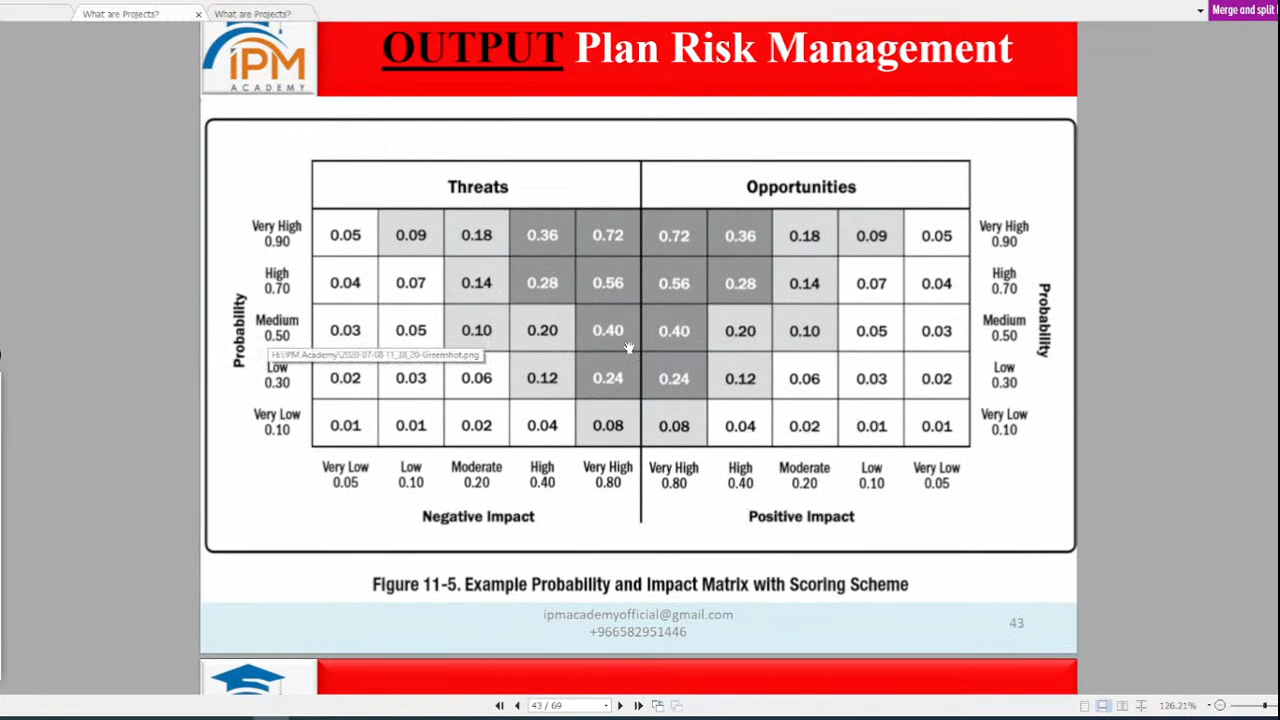 What are Projects?
What are Projects?
Merge and split
IPM
ACADEMY
OUTPUT Plan Risk Management
Threats Opportunities
Very High 0.90 0.05 0.09 0.18 0.36 0.72 0.72 0.36 0.18 0.09 0.05 Very High 0.90
High 0.70 0.04 0.07 0.14 0.28 0.56 0.56 0.28 0.14 0.07 0.04 High 0.70
Medium 0.50 0.03 0.05 0.10 0.20 0.40 0.40 0.20 0.10 0.05 0.03 Medium 0.50
Low 0.30 0.02 0.03 0.06 0.12 0.24 0.24 0.12 0.06 0.03 0.02 Low 0.30
Very Low 0.10 0.01 0.01 0.02 0.04 0.08 0.08 0.04 0.02 0.01 0.01 Very Low 0.10
Probability
Probability
Very Low Low Moderate High Very High Very High High Moderate Low Very Low
0.05 0.10 0.20 0.40 0.80 0.80 0.40 0.20 0.10 0.05
Negative Impact Positive Impact
Figure 11-5. Example Probability and Impact Matrix with Scoring Scheme
ipmacademyofficial@gmail.com
+966582951446
43
43 / 69
126.21%